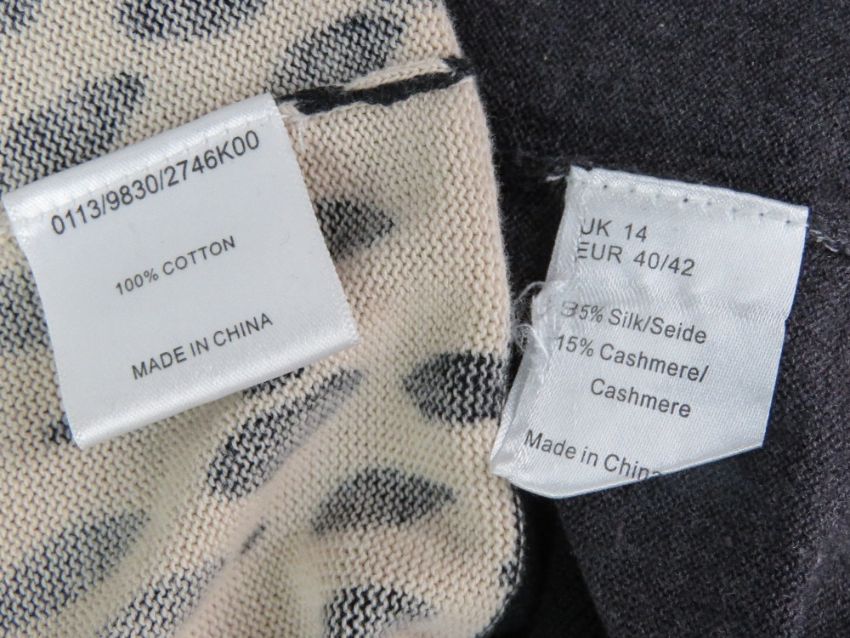 0113/9830/2746K00
100% COTTON
MADE IN CHINA
UK 14
EUR 40/42
85% Silk/Seide
15% Cashmere/
Cashmere
Made in China